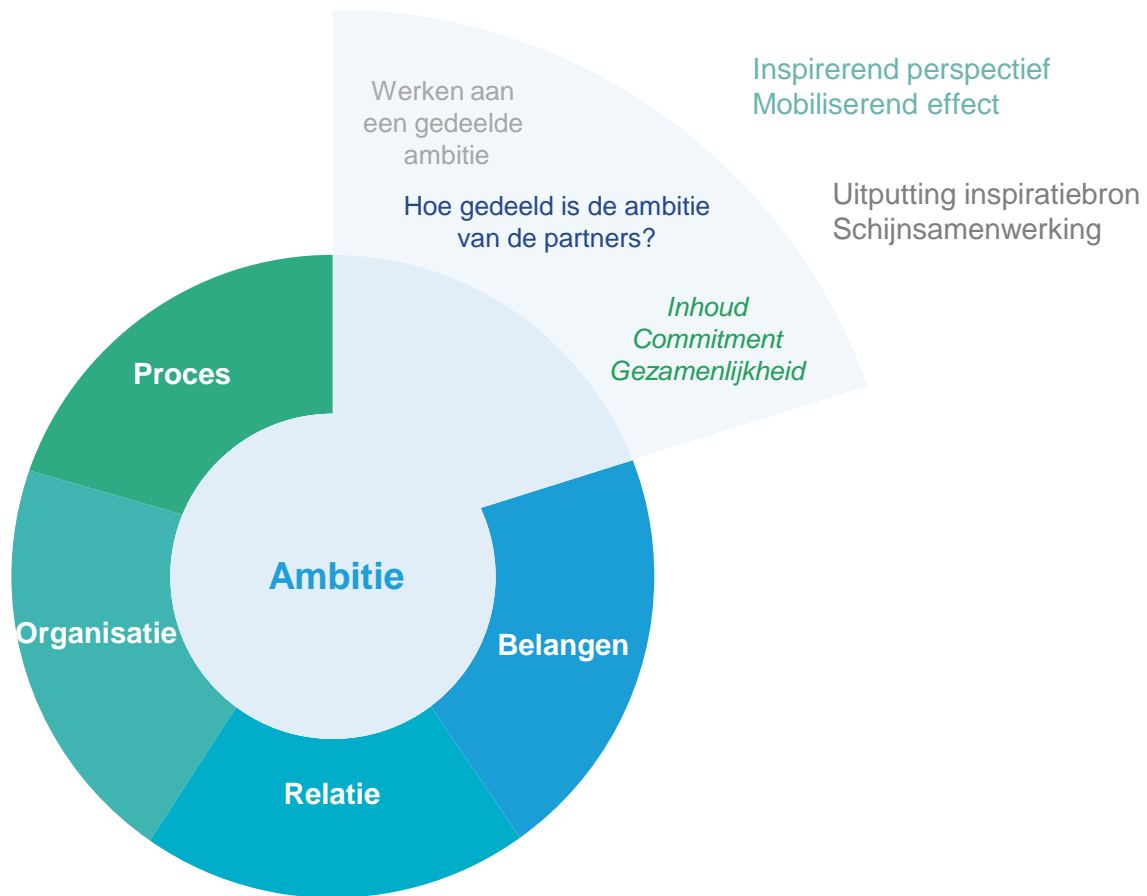 Werken aan
een gedeelde
ambitie
Inspirerend perspectief
Mobiliserend effect
Hoe gedeeld is de ambitie
van de partners?
Uitputting inspiratiebron
Schijnsamenwerking
Inhoud
Commitment
Gezamenlijkheid
Proces
Ambitie
Organisatie
Belangen
Relatie